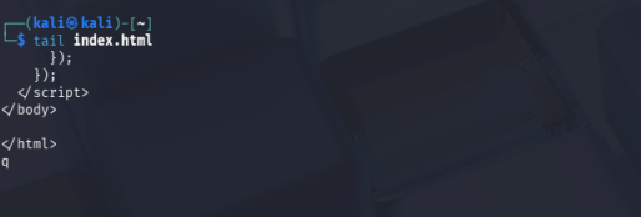 ┌──(kali㉿kali)-[~]
└─$ tail index.html
      });
    });
  </script>
</body>

</html>
q